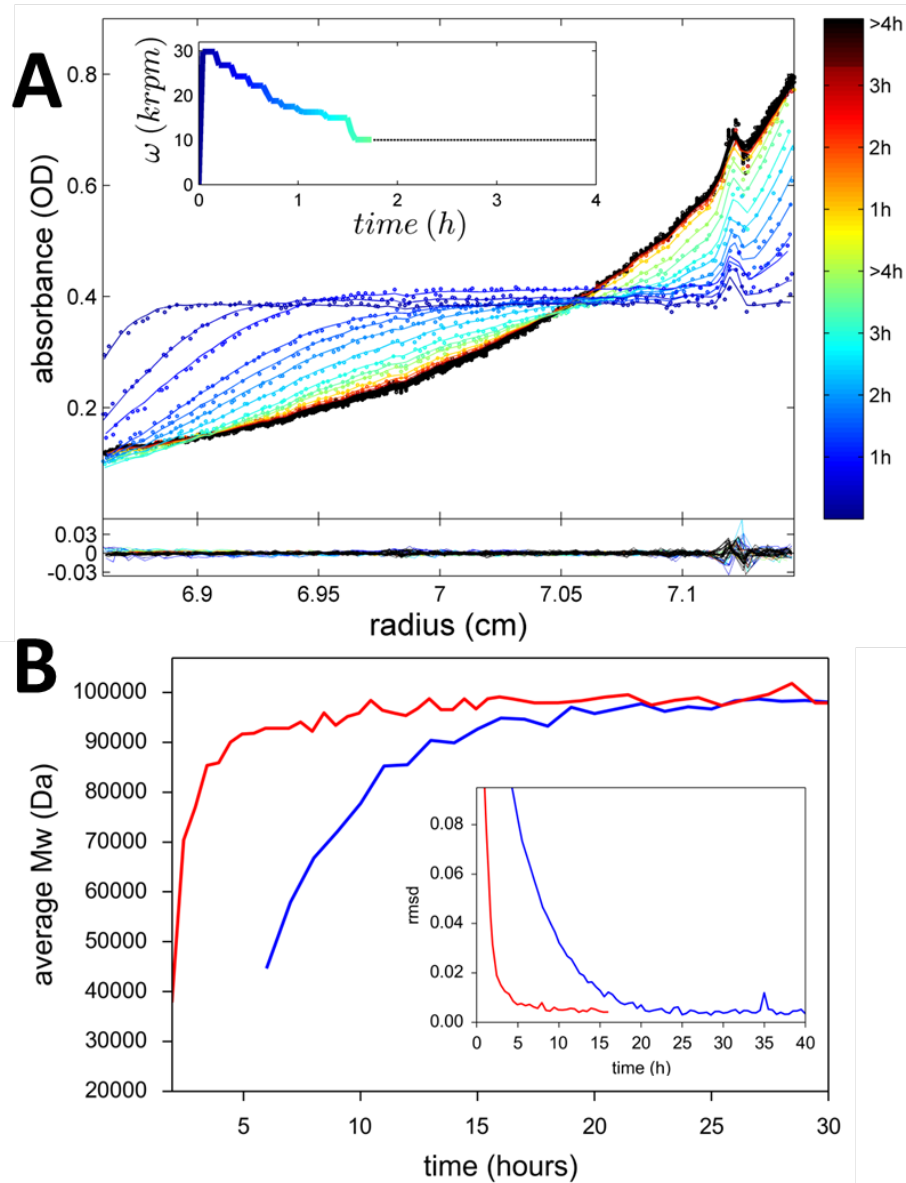 A
ω (krpm)
30
20
10
0
0 1 2 3 4
time (h)
absorbance (OD)
0.8
0.6
0.4
0.2
0.03
0
-0.03
6.9 6.95 7 7.05 7.1
radius (cm)
>4h
3h
2h
1h
>4h
3h
2h
1h
B
average Mw (Da)
100000
90000
80000
70000
60000
50000
40000
30000
20000
5 10 15 20 25 30
time (hours)
rmsd
0.08
0.06
0.04
0.02
0.00
0 5 10 15 20 25 30 35 40
time (h)